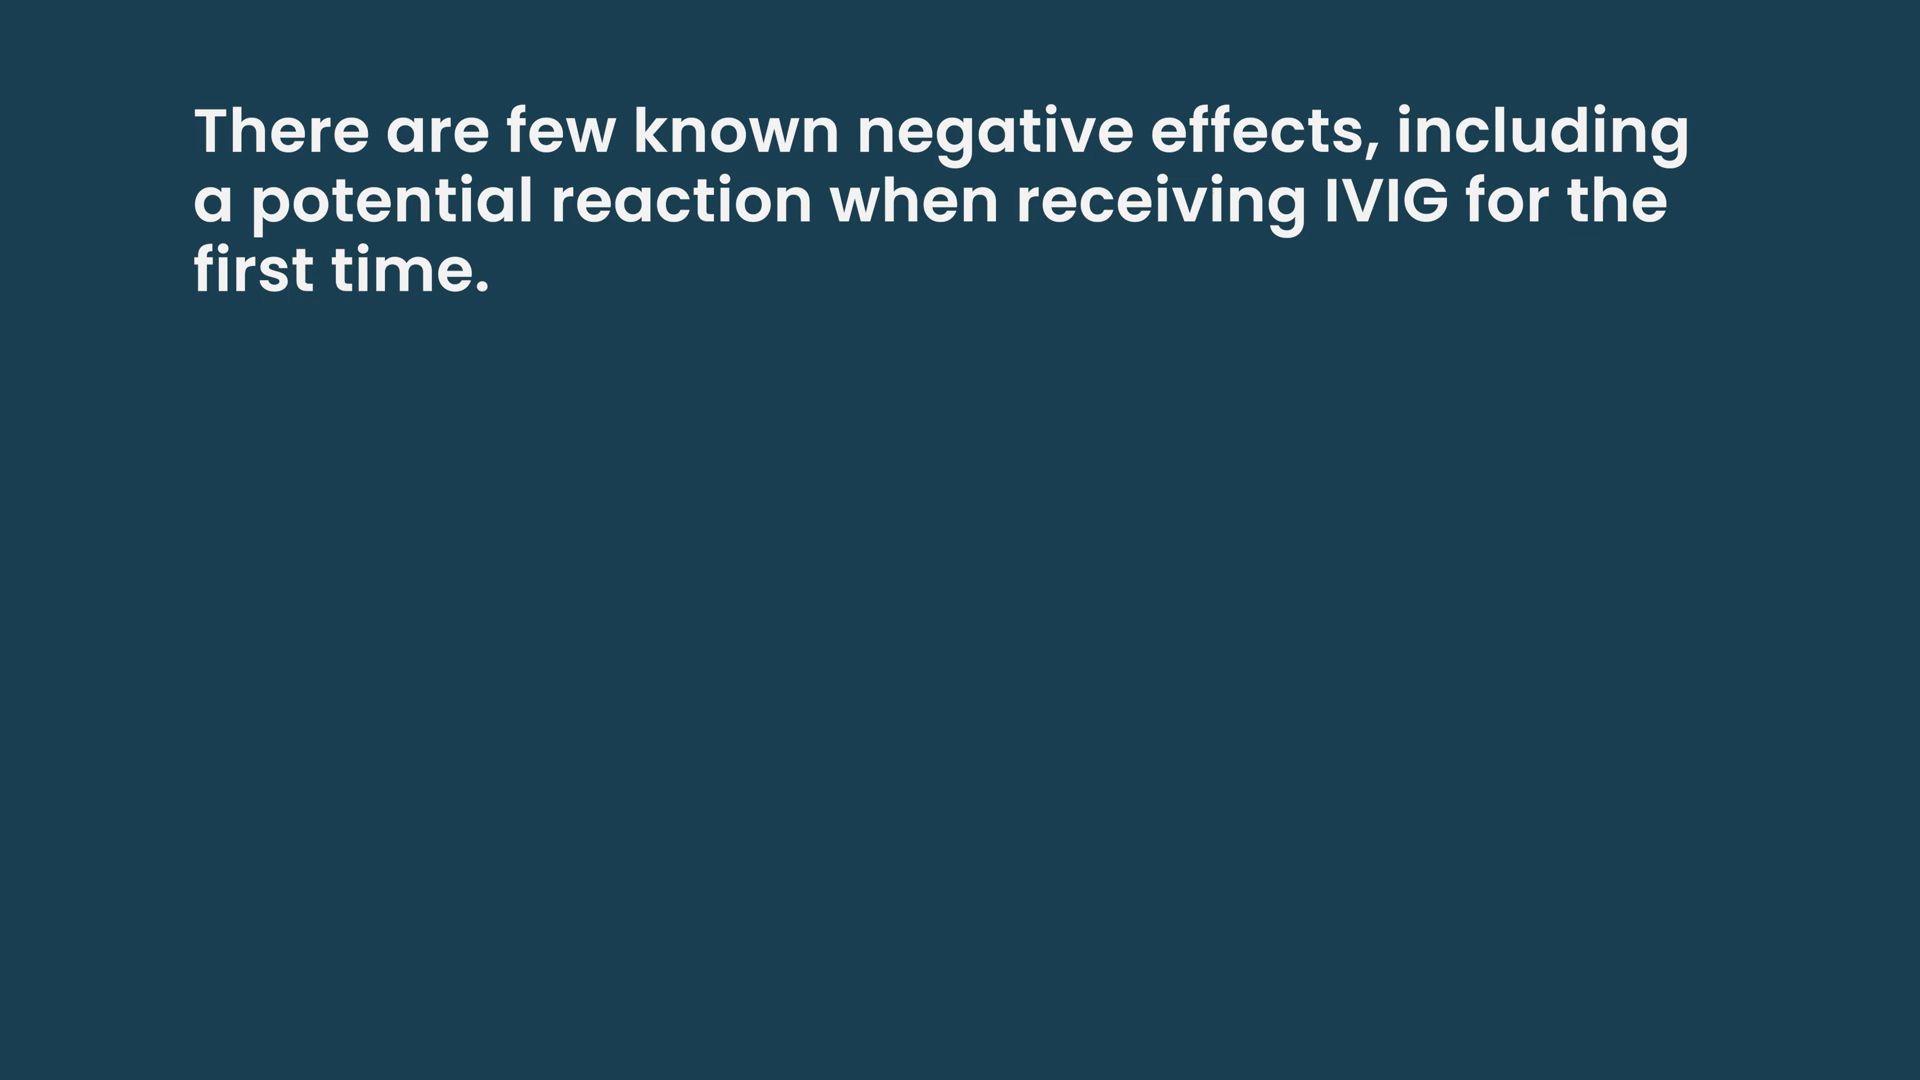 There are few known negative effects, including
a potential reaction when receiving IVIG for the
first time.